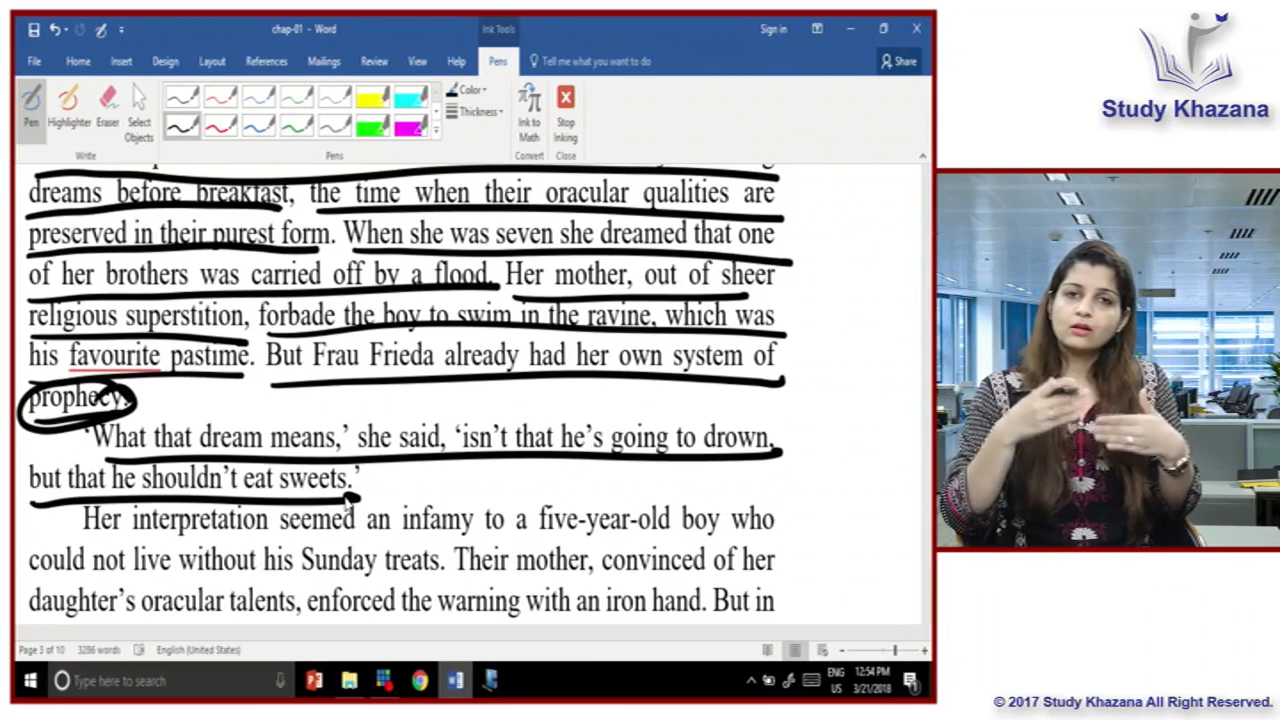 chap-01 - Word
Ink Tools
Sign in
File Home Insert Design Layout References Mailings Review View Help Pens Tell me what you want to do Share
Pen Highlighter Eraser Select Objects
Color
Thickness
Ink to Math
Stop Inking
Write Pens Convert Close
Study Khazana
dreams before breakfast, the time when their oracular qualities are
preserved in their purest form. When she was seven she dreamed that one
of her brothers was carried off by a flood. Her mother, out of sheer
religious superstition, forbade the boy to swim in the ravine, which was
his favourite pastime. But Frau Frieda already had her own system of
prophecy.
‘What that dream means,’ she said, ‘isn’t that he’s going to drown,
but that he shouldn’t eat sweets.’
Her interpretation seemed an infamy to a five-year-old boy who
could not live without his Sunday treats. Their mother, convinced of her
daughter’s oracular talents, enforced the warning with an iron hand. But in
Page 3 of 10 3286 words English (United States)
Type here to search
ENG US
12:54 PM
3/21/2018
© 2017 Study Khazana All Right Reserved.